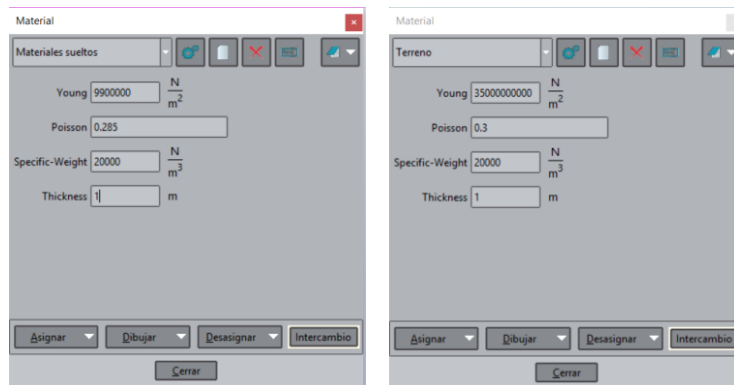 Material
Materiales sueltos
Young 9900000 N/m²
Poisson 0.285
Specific-Weight 20000 N/m³
Thickness 1 m
Asignar Dibujar Desasignar Intercambio
Cerrar
Material
Terreno
Young 35000000000 N/m²
Poisson 0.3
Specific-Weight 20000 N/m³
Thickness 1 m
Asignar Dibujar Desasignar Intercambio
Cerrar